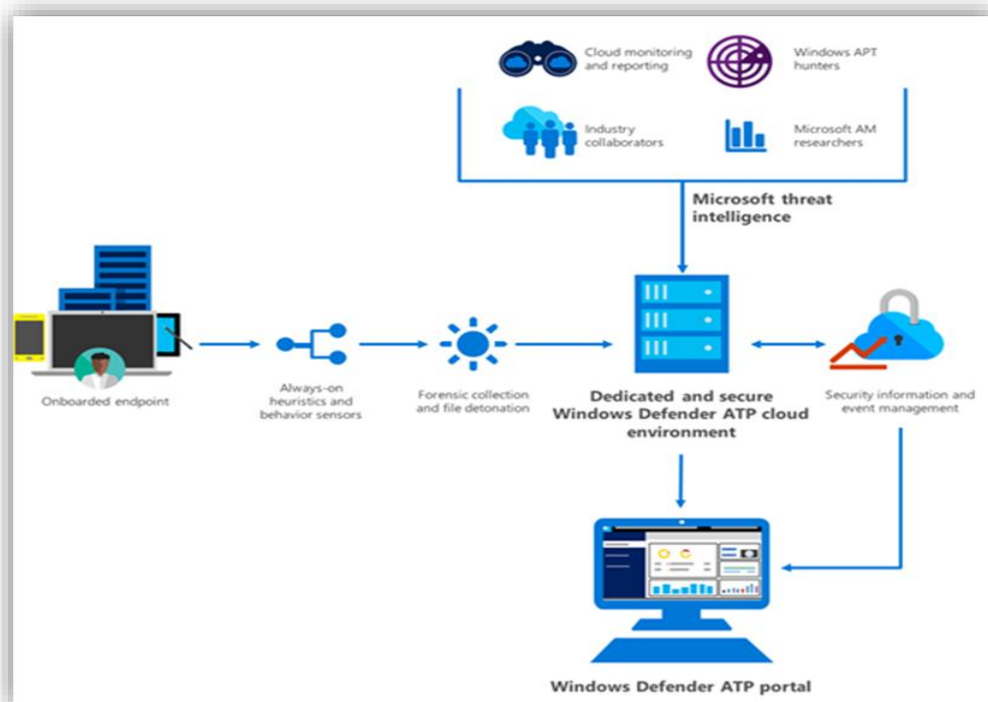 Cloud monitoring
and reporting
Windows APT
hunters
Industry
collaborators
Microsoft AM
researchers
Microsoft threat
intelligence
Onboarded endpoint
Always-on
heuristics and
behavior sensors
Forensic collection
and file detonation
Dedicated and secure
Windows Defender ATP cloud
environment
Security information and
event management
Windows Defender ATP portal